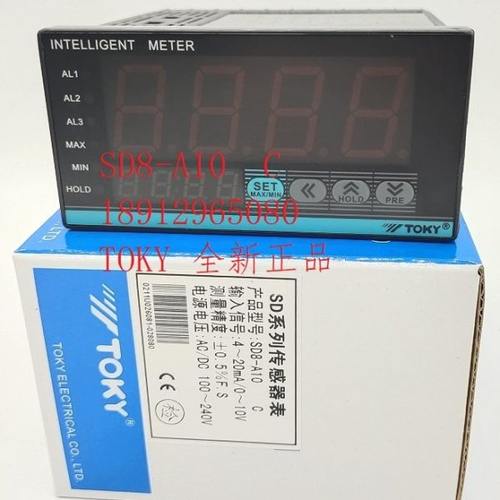 INTELLIGENT METER
AL1
AL2
AL3
MAX
MIN
HOLD
SET
MAX/MIN
HOLD
PRE
TOKY
SD8-A10 C
18912965080
TOKY 全新正品
SD系列传感器表
产品型号: SD8-A10 C
输入信号: 4~20mA/0~10V
测量精度: ±0.5%F.S
电源电压: AC/DC 100~240V
0211U026081-028080
CE
TOKY®
TOKY ELECTRICAL CO., LTD.